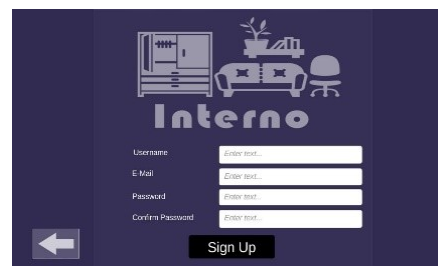 Interno
Username Enter text...
E-Mail Enter text...
Password Enter text...
Confirm Password Enter text...
Sign Up